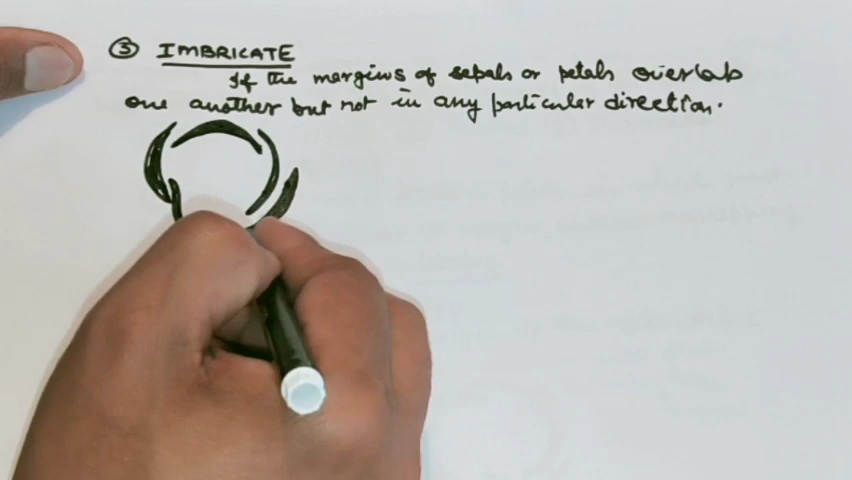 ③ IMBRICATE
If the margins of sepals or petals overlap
one another but not in any particular direction.